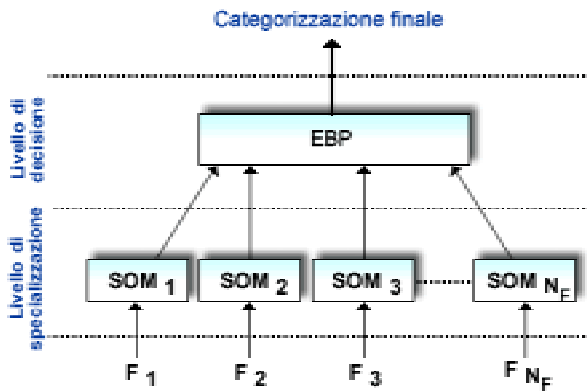 Categorizzazione finale
Livello di
decisione
EBP
Livello di
specializzazione
SOM 1 SOM 2 SOM 3 SOM NF
F 1 F 2 F 3 F NF